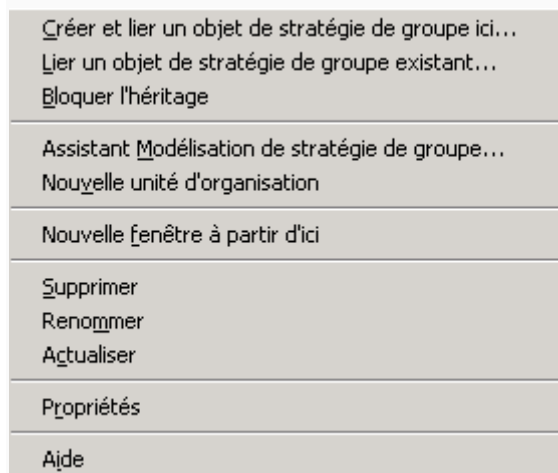 Créer et lier un objet de stratégie de groupe ici...
Lier un objet de stratégie de groupe existant...
Bloquer l'héritage
Assistant Modélisation de stratégie de groupe...
Nouvelle unité d'organisation
Nouvelle fenêtre à partir d'ici
Supprimer
Renommer
Actualiser
Propriétés
Aide